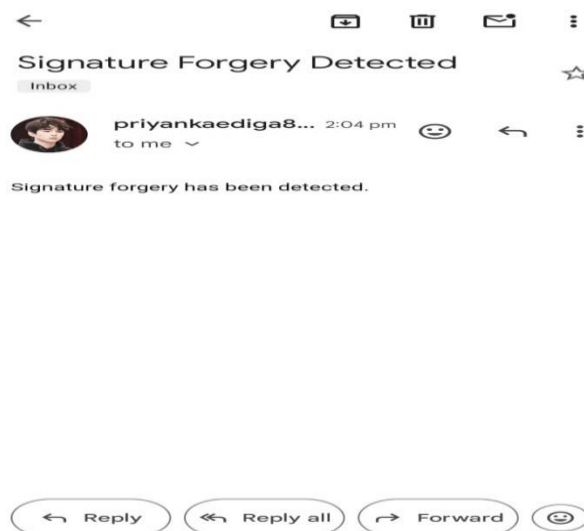 Signature Forgery Detected
Inbox
priyankaediga8... 2:04 pm
to me
Signature forgery has been detected.
Reply
Reply all
Forward